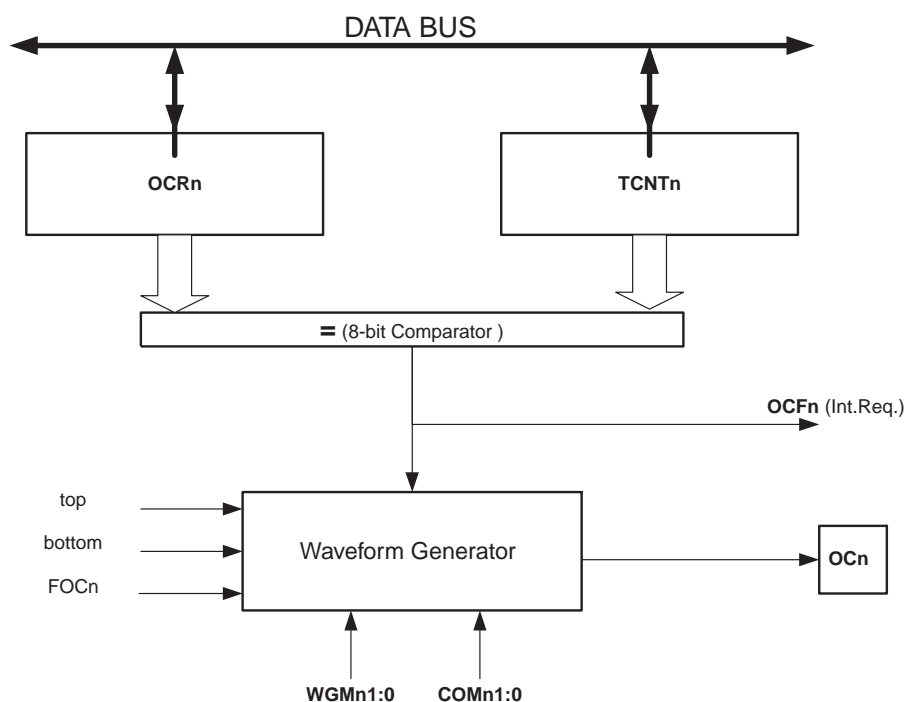 DATA BUS
OCRn
TCNTn
= (8-bit Comparator )
OCFn (Int.Req.)
top
bottom
FOCn
Waveform Generator
OCn
WGMn1:0
COMn1:0